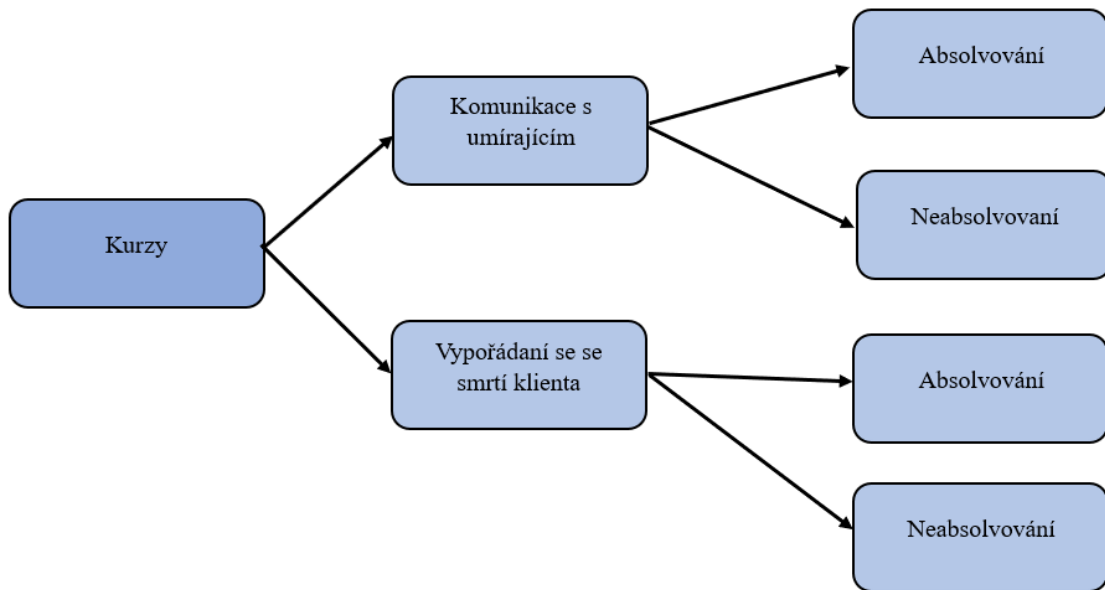 Kurzy
Komunikace s
umírajícím
Absolvování
Neabsolvovaní
Vypořádaní se se
smrtí klienta
Absolvování
Neabsolvování